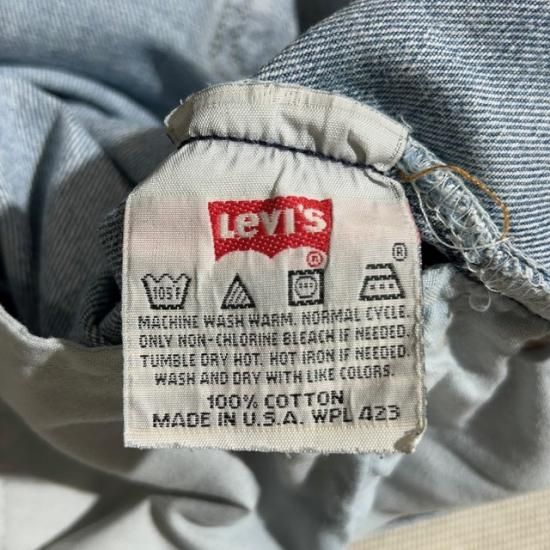 Levi's
®
®
103F
MACHINE WASH WARM, NORMAL CYCLE.
ONLY NON-CHLORINE BLEACH IF NEEDED.
TUMBLE DRY HOT. HOT IRON IF NEEDED.
WASH AND DRY WITH LIKE COLORS.
100% COTTON
MADE IN U.S.A. WPL 423